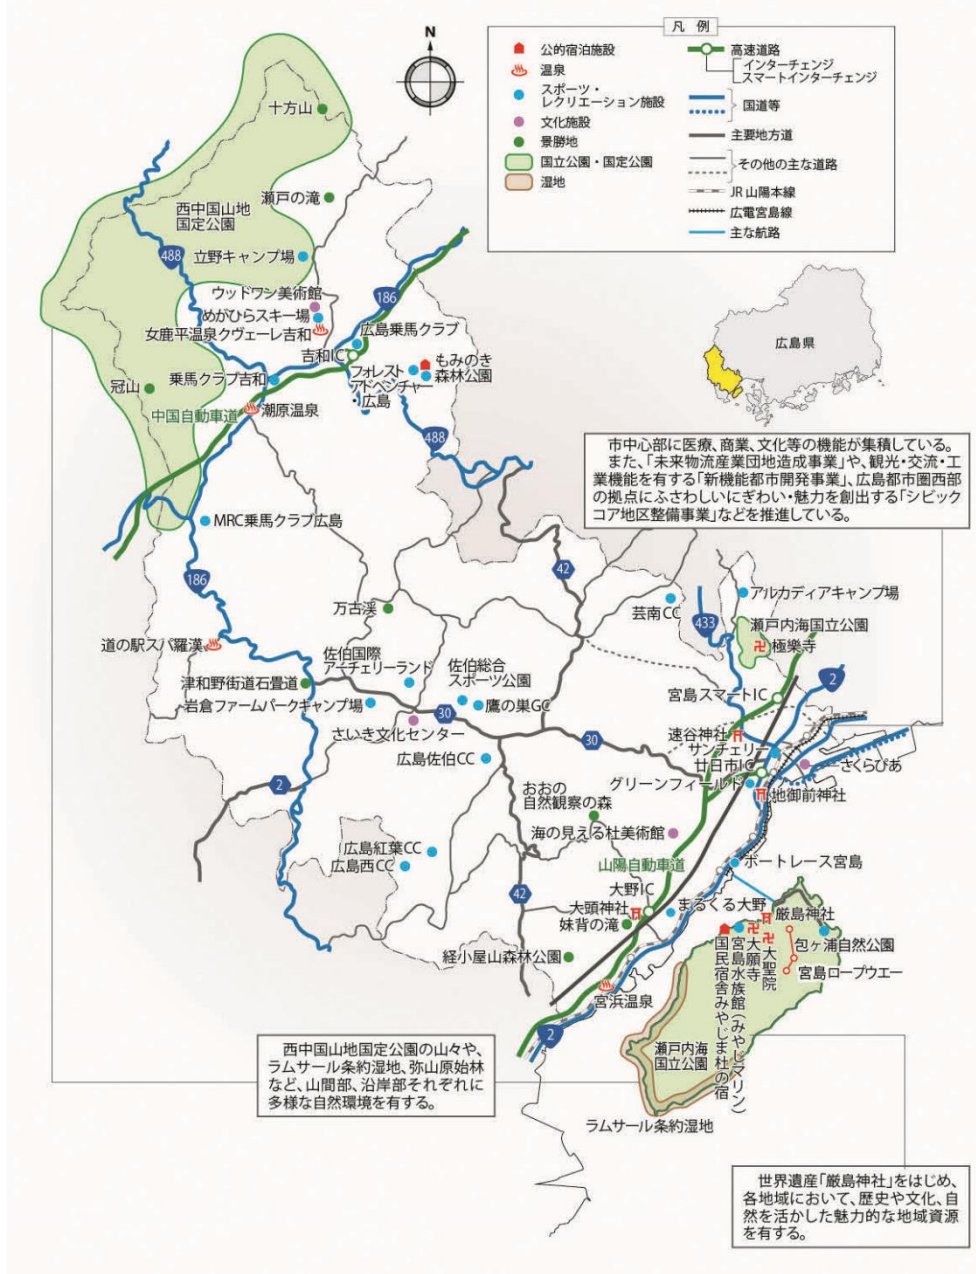 凡 例
公的宿泊施設
温泉
スポーツ・
レクリエーション施設
文化施設
景勝地
国立公園・国定公園
湿地
高速道路
インターチェンジ
スマートインターチェンジ
国道等
主要地方道
その他の主な道路
JR山陽本線
広電宮島線
主な航路
N
十方山
瀬戸の滝
西中国山地
国定公園
立野キャンプ場
488
ウッドワン美術館
めがひらスキー場
女鹿平温泉クヴェーレ吉和
186
広島乗馬クラブ
吉和IC
もみのき
森林公園
フォレスト
アドベンチャー
・広島
冠山
乗馬クラブ吉和
中国自動車道
潮原温泉
488
広島県
市中心部に医療、商業、文化等の機能が集積している。
また、「未来物流産業団地造成事業」や、観光・交流・工
業機能を有する「新機能都市開発事業」、広島都市圏西部
の拠点にふさわしいにぎわい・魅力を創出する「シビック
コア地区整備事業」などを推進している。
MRC乗馬クラブ広島
186
42
万古渓
芸南CC
433
アルカディアキャンプ場
瀬戸内海国立公園
極樂寺
道の駅スパ羅漢
佐伯国際
アーチェリーランド
佐伯総合
スポーツ公園
津和野街道石畳道
岩倉ファームパークキャンプ場
鷹の巣GC
宮島スマートIC
2
30
30
さいき文化センター
速谷神社
サンチェリー
廿日市IC
さくらぴあ
広島佐伯CC
グリーンフィールド
地御前神社
2
おおの
自然観察の森
海の見える杜美術館
広島紅葉CC
広島西CC
山陽自動車道
ボートレース宮島
42
大野IC
大頭神社
まるくる大野
妹背の滝
厳島神社
包ヶ浦自然公園
宮島ロープウエー
大聖院
大願寺
宮島水族館(みやじマリン)
国民宿舎みやじま杜の宿
経小屋山森林公園
宮浜温泉
2
瀬戸内海
国立公園
ラムサール条約湿地
西中国山地国定公園の山々や、
ラムサール条約湿地、弥山原始林
など、山間部、沿岸部それぞれに
多様な自然環境を有する。
世界遺産「厳島神社」をはじめ、
各地域において、歴史や文化、自
然を活かした魅力的な地域資源
を有する。